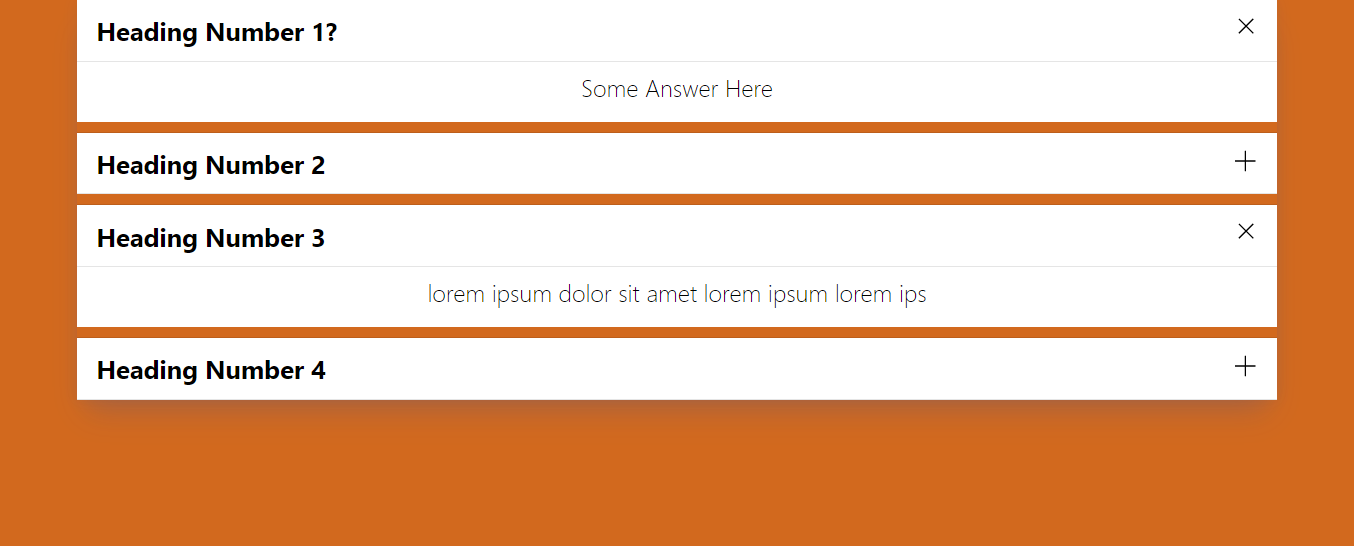 Heading Number 1?
Some Answer Here
Heading Number 2
Heading Number 3
lorem ipsum dolor sit amet lorem ipsum lorem ips
Heading Number 4